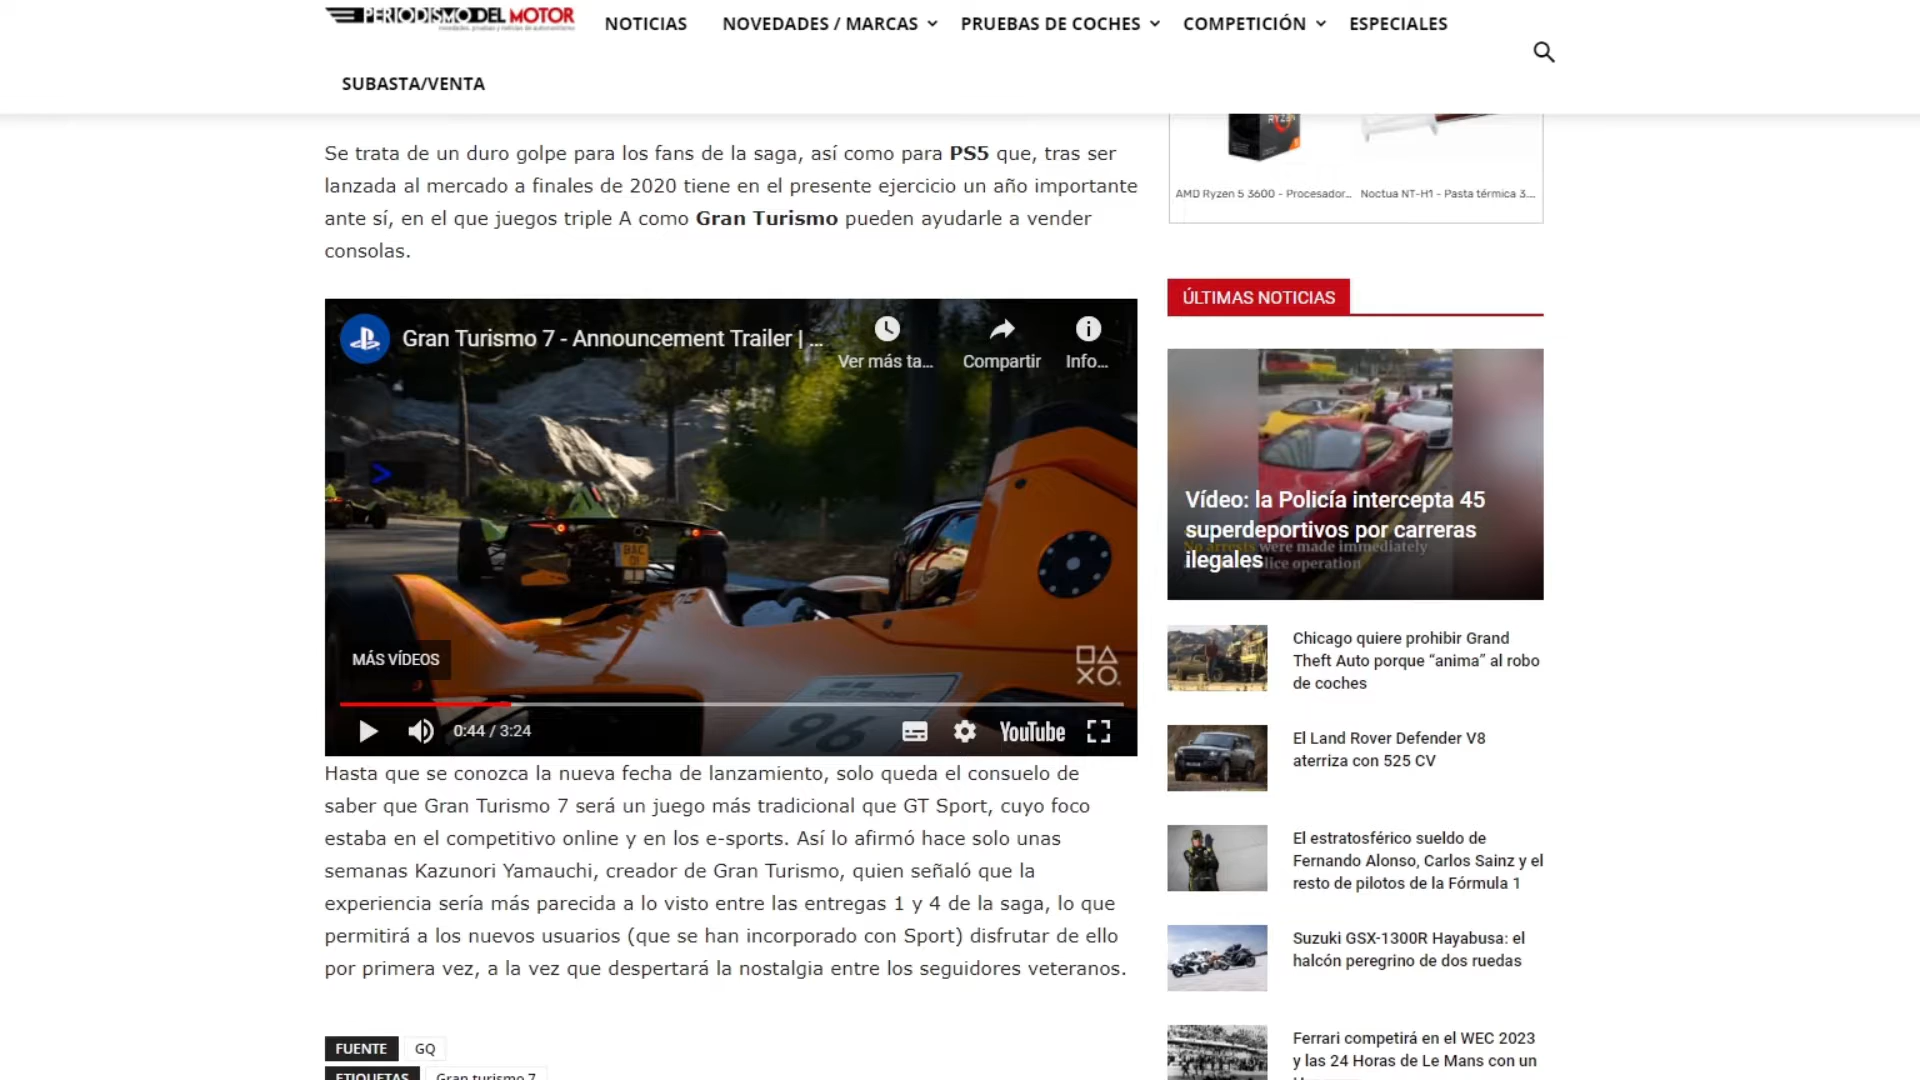 PERIODISMO DEL MOTOR
NOTICIAS
NOVEDADES / MARCAS
PRUEBAS DE COCHES
COMPETICIÓN
ESPECIALES
SUBASTA/VENTA
Se trata de un duro golpe para los fans de la saga, así como para PS5 que, tras ser
lanzada al mercado a finales de 2020 tiene en el presente ejercicio un año importante
ante sí, en el que juegos triple A como Gran Turismo pueden ayudarle a vender
consolas.
Gran Turismo 7 - Announcement Trailer | ...
Ver más ta...
Compartir
Info...
BAC
01
MÁS VÍDEOS
96
0:44 / 3:24
YouTube
Hasta que se conozca la nueva fecha de lanzamiento, solo queda el consuelo de
saber que Gran Turismo 7 será un juego más tradicional que GT Sport, cuyo foco
estaba en el competitivo online y en los e-sports. Así lo afirmó hace solo unas
semanas Kazunori Yamauchi, creador de Gran Turismo, quien señaló que la
experiencia sería más parecida a lo visto entre las entregas 1 y 4 de la saga, lo que
permitirá a los nuevos usuarios (que se han incorporado con Sport) disfrutar de ello
por primera vez, a la vez que despertará la nostalgia entre los seguidores veteranos.
FUENTE
GQ
ETIQUETAS
Gran turismo 7
RYZEN
AMD Ryzen 5 3600 - Procesador...
Noctua NT-H1 - Pasta térmica 3....
ÚLTIMAS NOTICIAS
Vídeo: la Policía intercepta 45
superdeportivos por carreras
ilegales
No arrests were made immediately
lice operation
Chicago quiere prohibir Grand
Theft Auto porque “anima” al robo
de coches
El Land Rover Defender V8
aterriza con 525 CV
El estratosférico sueldo de
Fernando Alonso, Carlos Sainz y el
resto de pilotos de la Fórmula 1
Suzuki GSX-1300R Hayabusa: el
halcón peregrino de dos ruedas
Ferrari competirá en el WEC 2023
y las 24 Horas de Le Mans con un